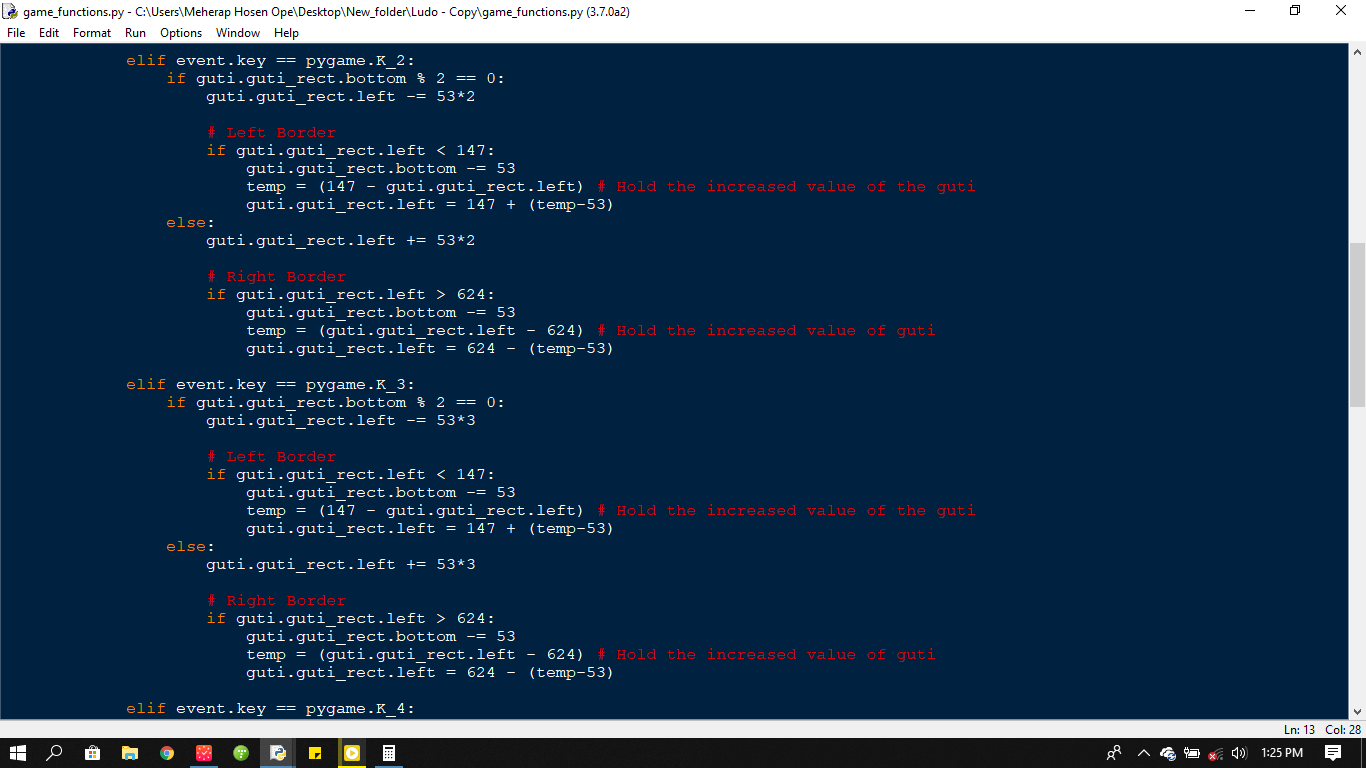 game_functions.py - C:\Users\Meherap Hosen Ope\Desktop\New_folder\Ludo - Copy\game_functions.py (3.7.0a2)
File Edit Format Run Options Window Help
elif event.key == pygame.K_2:
if guti.guti_rect.bottom % 2 == 0:
guti.guti_rect.left -= 53*2
# Left Border
if guti.guti_rect.left < 147:
guti.guti_rect.bottom -= 53
temp = (147 - guti.guti_rect.left) # Hold the increased value of the guti
guti.guti_rect.left = 147 + (temp-53)
else:
guti.guti_rect.left += 53*2
# Right Border
if guti.guti_rect.left > 624:
guti.guti_rect.bottom -= 53
temp = (guti.guti_rect.left - 624) # Hold the increased value of guti
guti.guti_rect.left = 624 - (temp-53)
elif event.key == pygame.K_3:
if guti.guti_rect.bottom % 2 == 0:
guti.guti_rect.left -= 53*3
# Left Border
if guti.guti_rect.left < 147:
guti.guti_rect.bottom -= 53
temp = (147 - guti.guti_rect.left) # Hold the increased value of the guti
guti.guti_rect.left = 147 + (temp-53)
else:
guti.guti_rect.left += 53*3
# Right Border
if guti.guti_rect.left > 624:
guti.guti_rect.bottom -= 53
temp = (guti.guti_rect.left - 624) # Hold the increased value of guti
guti.guti_rect.left = 624 - (temp-53)
elif event.key == pygame.K_4:
Ln: 13 Col: 28
1:25 PM